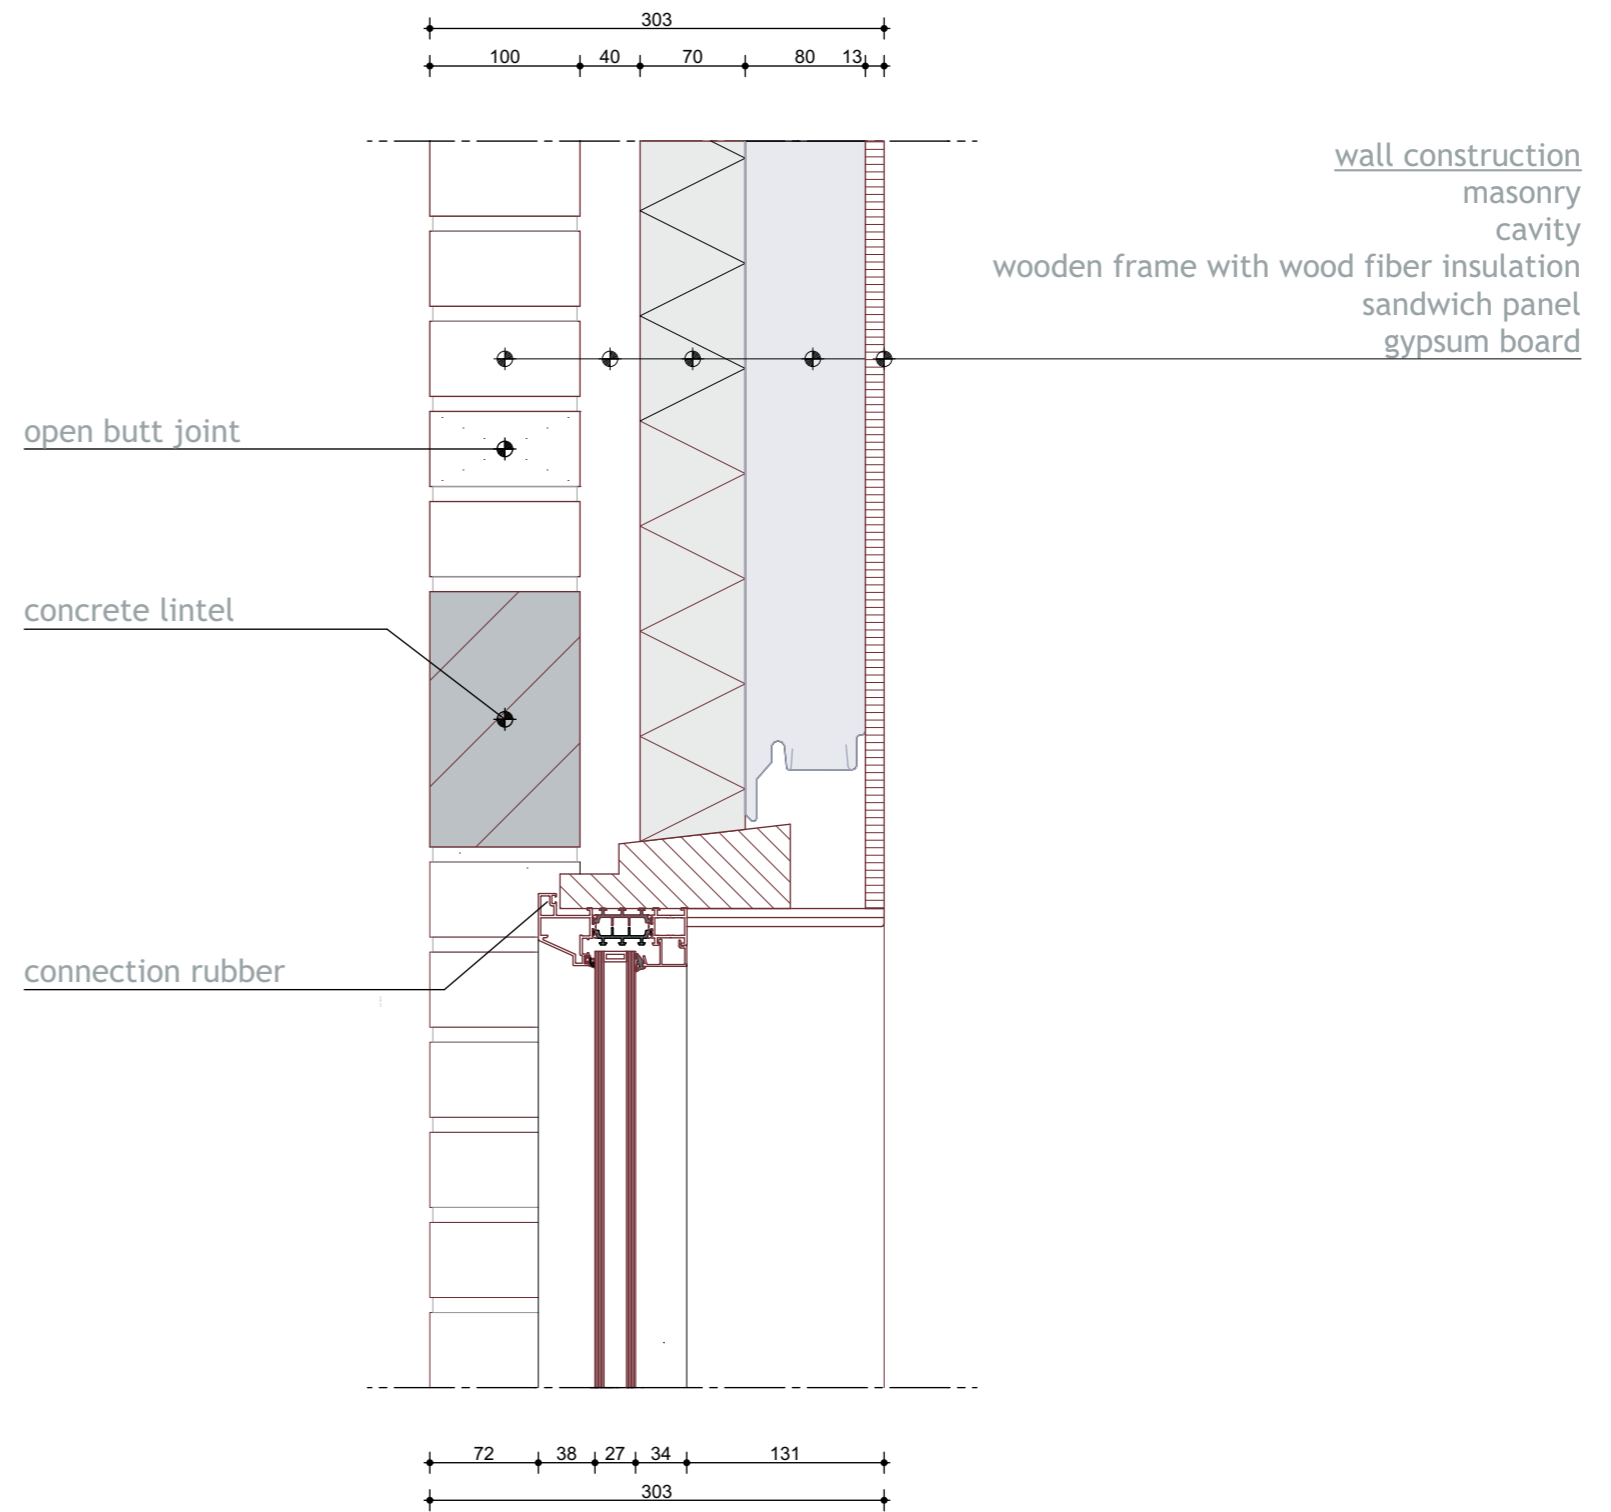 303
100 40 70 80 13
wall construction
masonry
cavity
wooden frame with wood fiber insulation
sandwich panel
gypsum board
open butt joint
concrete lintel
connection rubber
72 38 27 34 131
303